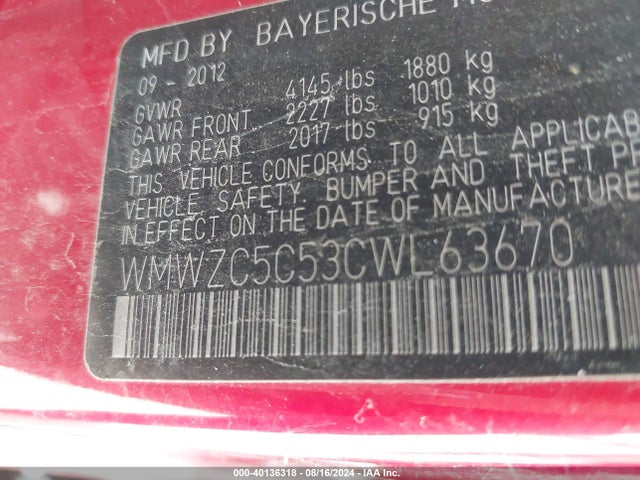 MFD BY BAYERISCHE
09 - 2012
GVWR 4145 lbs 1880 kg
GAWR FRONT 2227 lbs 1010 kg
GAWR REAR 2017 lbs 915 kg
THIS VEHICLE CONFORMS TO ALL APPLICAB
VEHICLE SAFETY, BUMPER AND THEFT PR
IN EFFECT ON THE DATE OF MANUFACTURE
WMWZC5C53CWL63670
000-40136318 - 08/16/2024 - IAA Inc.